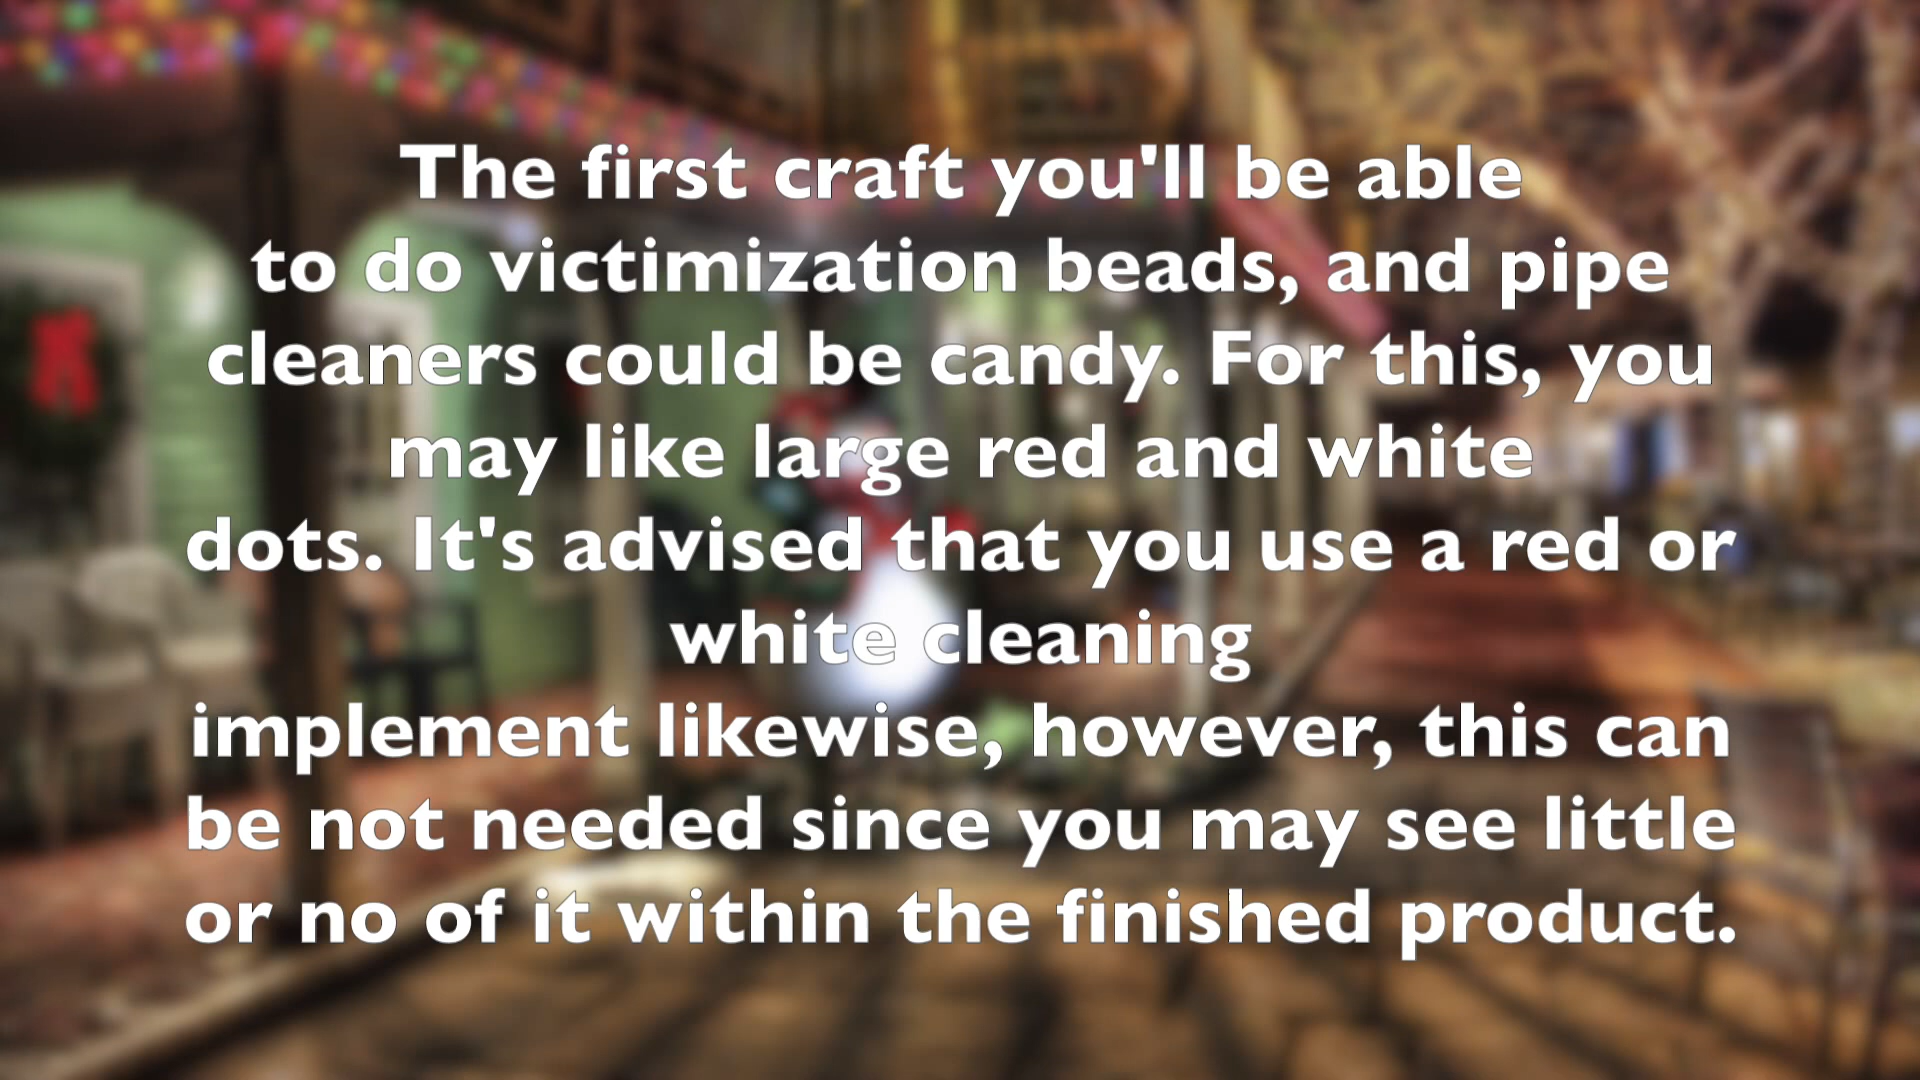 The first craft you'll be able
to do victimization beads, and pipe
cleaners could be candy. For this, you
may like large red and white
dots. It's advised that you use a red or
white cleaning
implement likewise, however, this can
be not needed since you may see little
or no of it within the finished product.